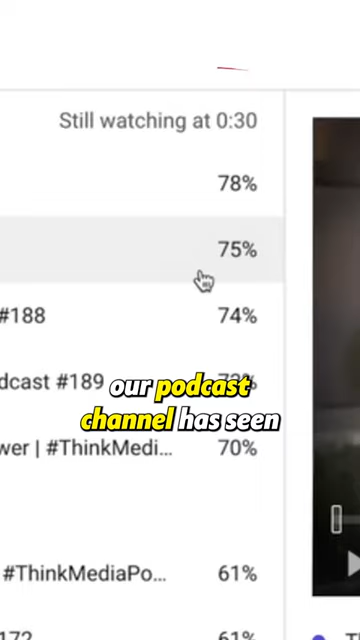 Still watching at 0:30
78%
75%
#188 74%
dcast #189
our podcast
channel has seen
wer | #ThinkMedi... 70%
#ThinkMediaPo... 61%
172 61%